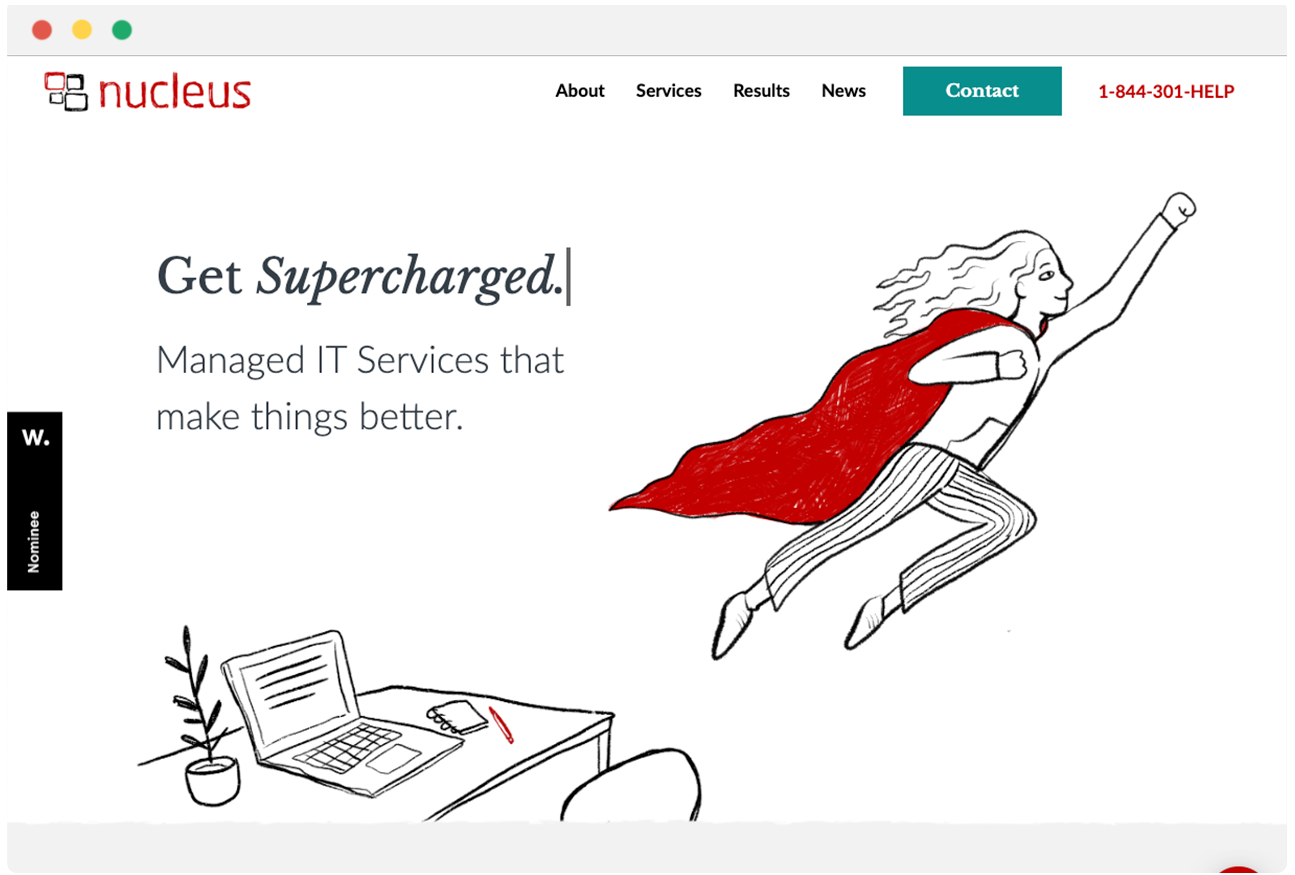 nucleus
About Services Results News Contact 1-844-301-HELP
Get Supercharged.
Managed IT Services that
make things better.
W.
Nominee